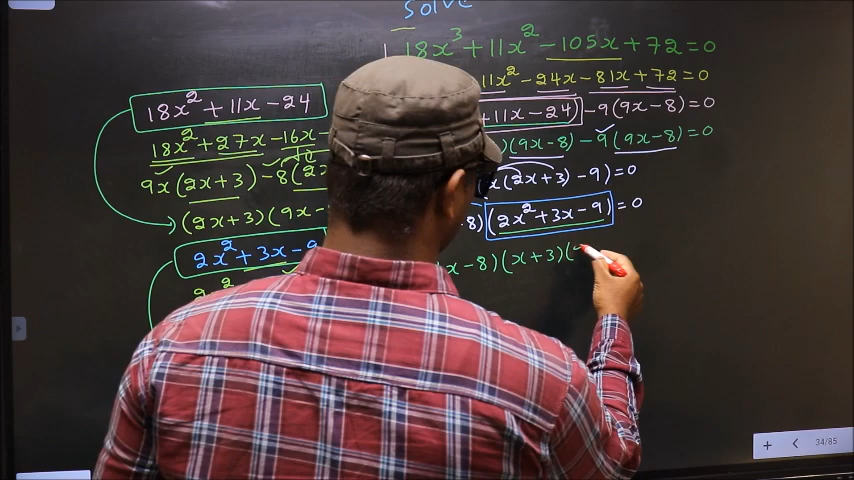 Solve
18x³ + 11x² - 105x + 72 = 0
11x² - 24x - 81x + 72 = 0
+ 11x - 24) - 9(9x - 8) = 0
)(9x - 8) - 9(9x - 8) = 0
x(2x + 3) - 9) = 0
- 8)(2x² + 3x - 9) = 0
x - 8)(x + 3)(
18x² + 11x - 24
18x² + 27x - 16x -
9x(2x + 3) - 8(2x
(2x + 3)(9x -
2x² + 3x - 9
34/85